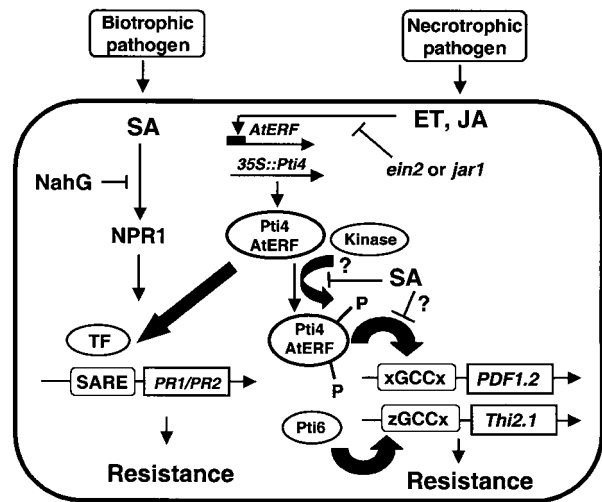 Biotrophic
pathogen
Necrotrophic
pathogen
SA
AtERF
ET, JA
35S::Pti4
ein2 or jar1
NahG
Pti4
AtERF
Kinase
NPR1
?
SA
?
P
TF
Pti4
AtERF
P
SARE
PR1/PR2
xGCCx
PDF1.2
zGCCx
Thi2.1
Pti6
Resistance
Resistance